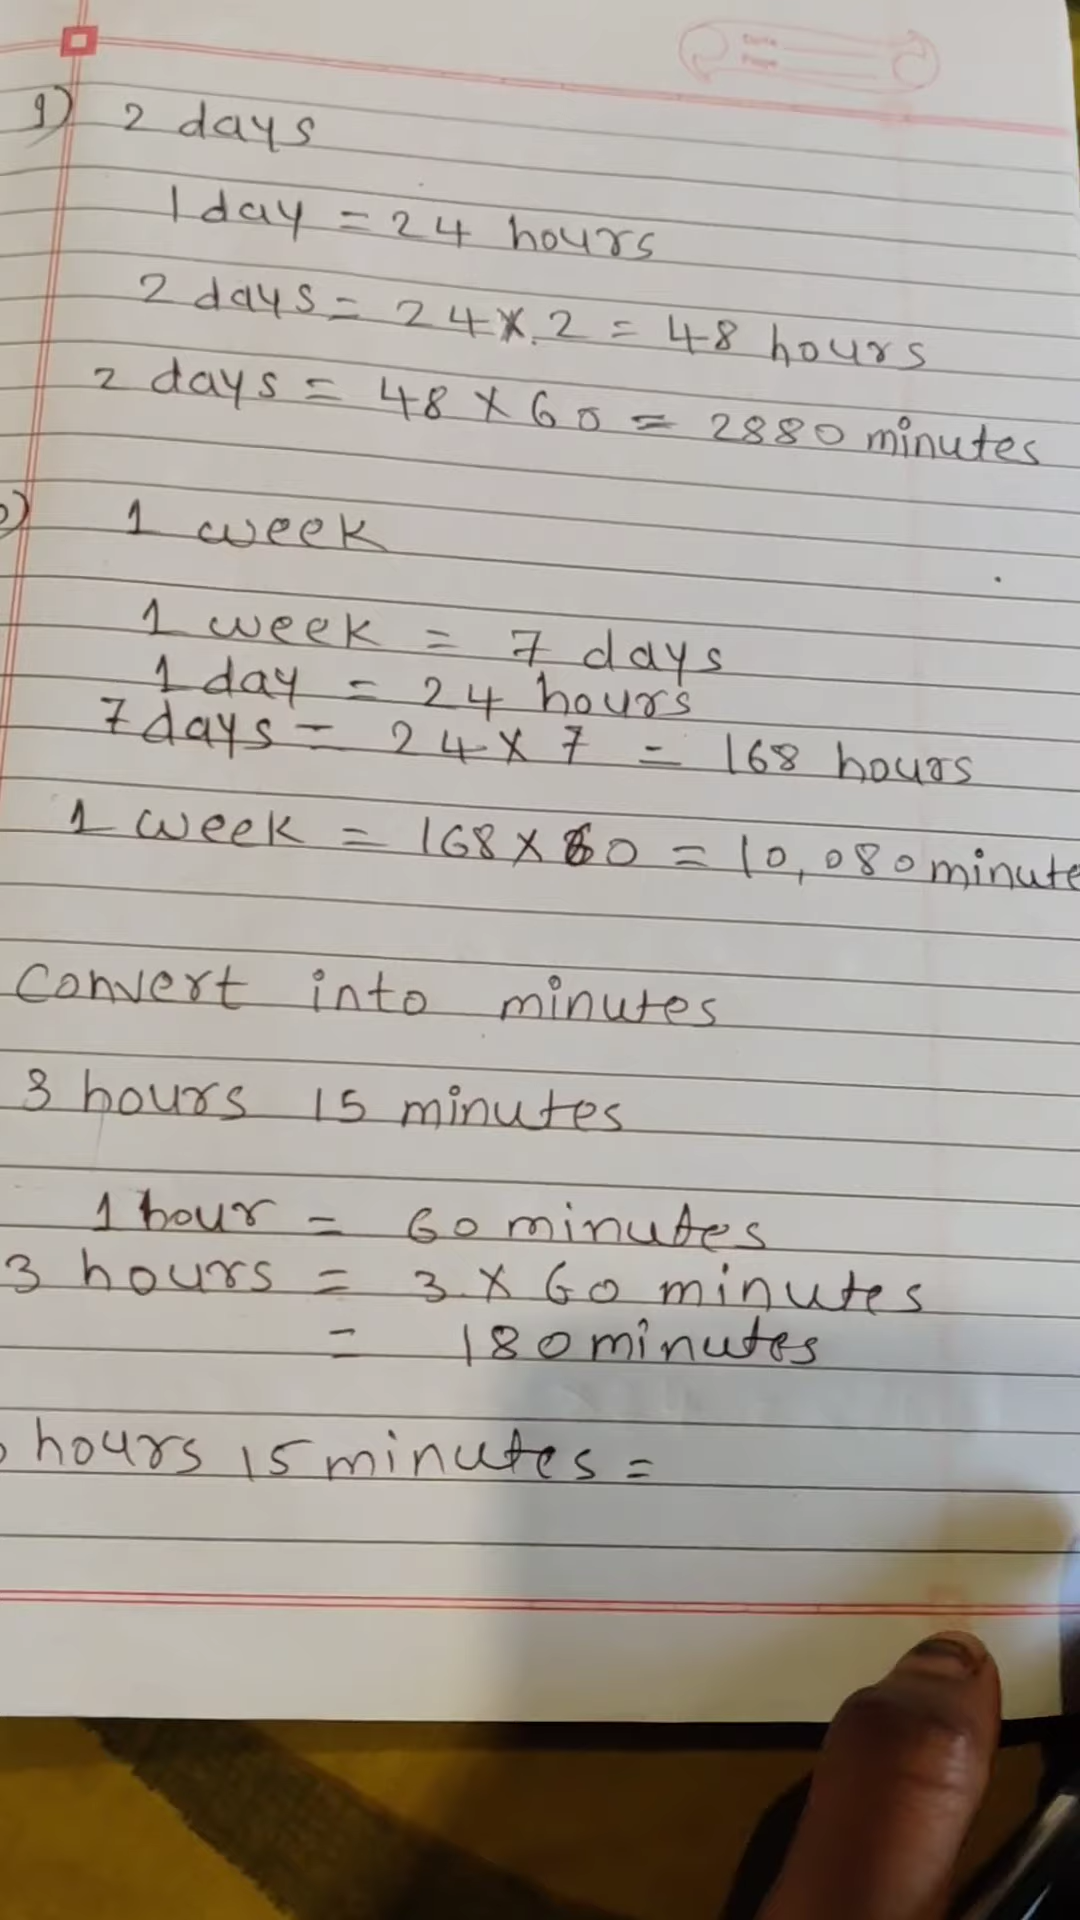 1) 2 days
1 day = 24 hours
2 days = 24 x 2 = 48 hours
2 days = 48 x 60 = 2880 minutes
1 week
1 week = 7 days
1 day = 24 hours
7 days = 24 x 7 = 168 hours
1 week = 168 x 60 = 10,080 minute
Convert into minutes
3 hours 15 minutes
1 hour = 60 minutes
3 hours = 3 x 60 minutes
= 180 minutes
hours 15 minutes =